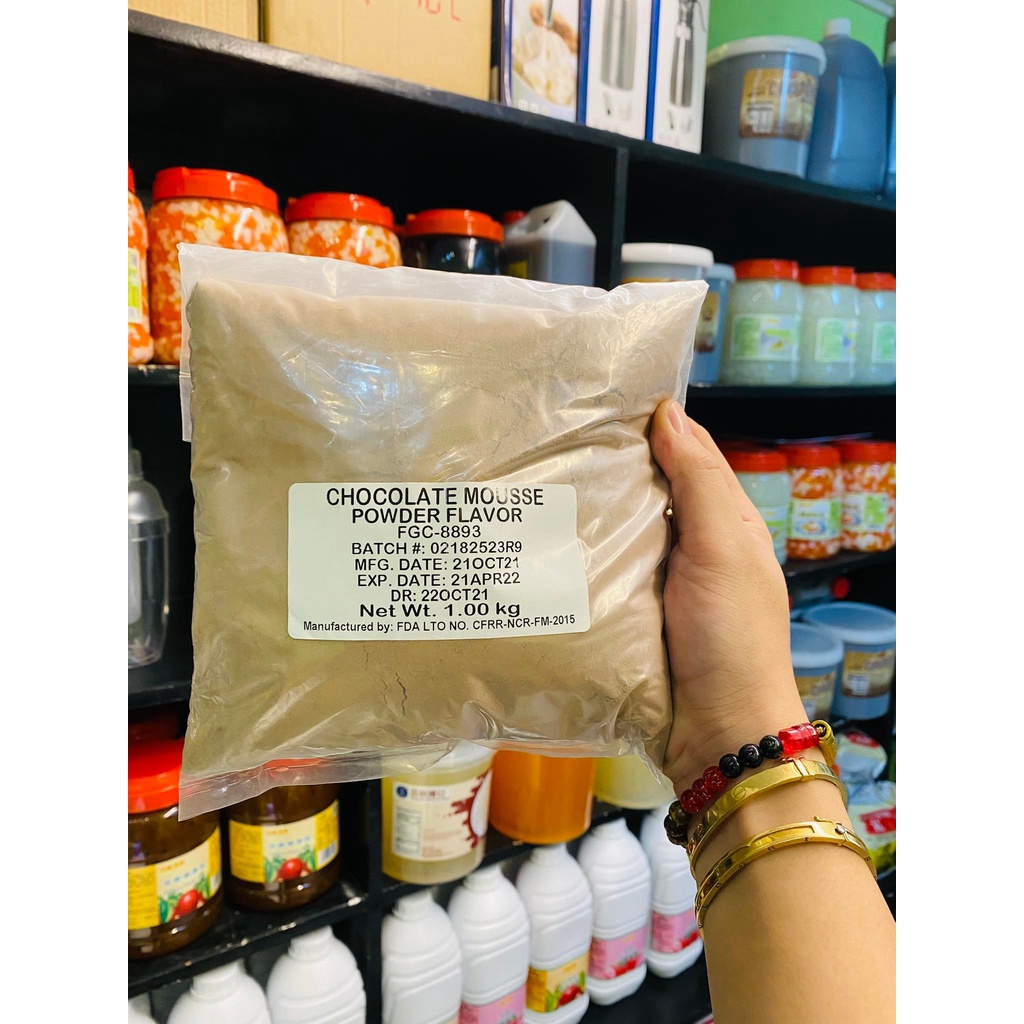 CHOCOLATE MOUSSE
POWDER FLAVOR
FGC-8893
BATCH #: 02182523R9
MFG. DATE: 21OCT21
EXP. DATE: 21APR22
DR: 22OCT21
Net Wt. 1.00 kg
Manufactured by: FDA LTO NO. CFRR-NCR-FM-2015